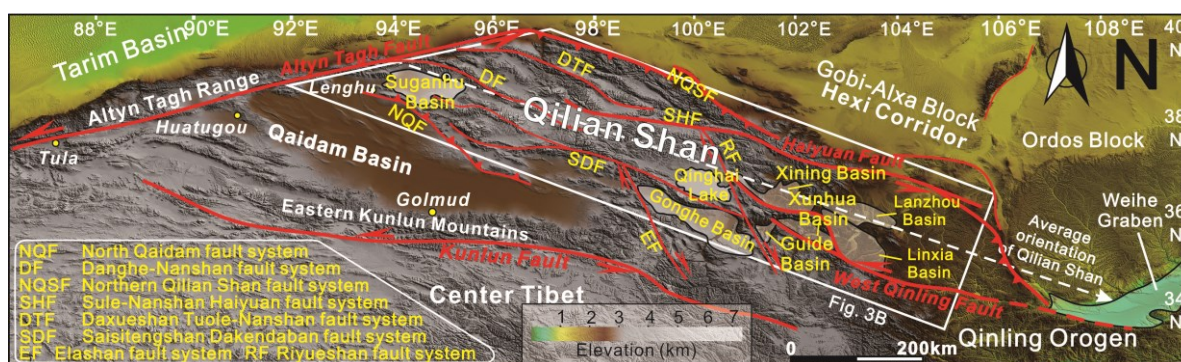 88°E 90°E 92°E 94°E 96°E 98°E 100°E 102°E 104°E 106°E 108°E 40
N
Tarim Basin
Altyn Tagh Fault
Altyn Tagh Range
Lenghu
Suganhu
Basin
DF
DTF
NQSF
Gobi-Alxa Block
Hexi Corridor
N
38
N
Huatugou
Tula
NQF
Qilian Shan
SHF
RF
Haiyuan Fault
Ordos Block
Qaidam Basin
SDF
Qinghai
Lake
Xining Basin
Xunhua
Basin
Lanzhou
Basin
Weihe
Graben
36
N
Golmud
Eastern Kunlun Mountains
Gonghe Basin
Guide
Basin
Linxia
Basin
Average
orientation
of Qilian Shan
EF
Kunlun Fault
Center Tibet
West Qinling Fault
Fig. 3B
34
N
Qinling Orogen
NQF North Qaidam fault system
DF Danghe-Nanshan fault system
NQSF Northern Qilian Shan fault system
SHF Sule-Nanshan Haiyuan fault system
DTF Daxueshan Tuole-Nanshan fault system
SDF Saisitengshan Dakendaban fault system
EF Elashan fault system RF Riyueshan fault system
1 2 3 4 5 6 7
Elevation (km)
0 200km